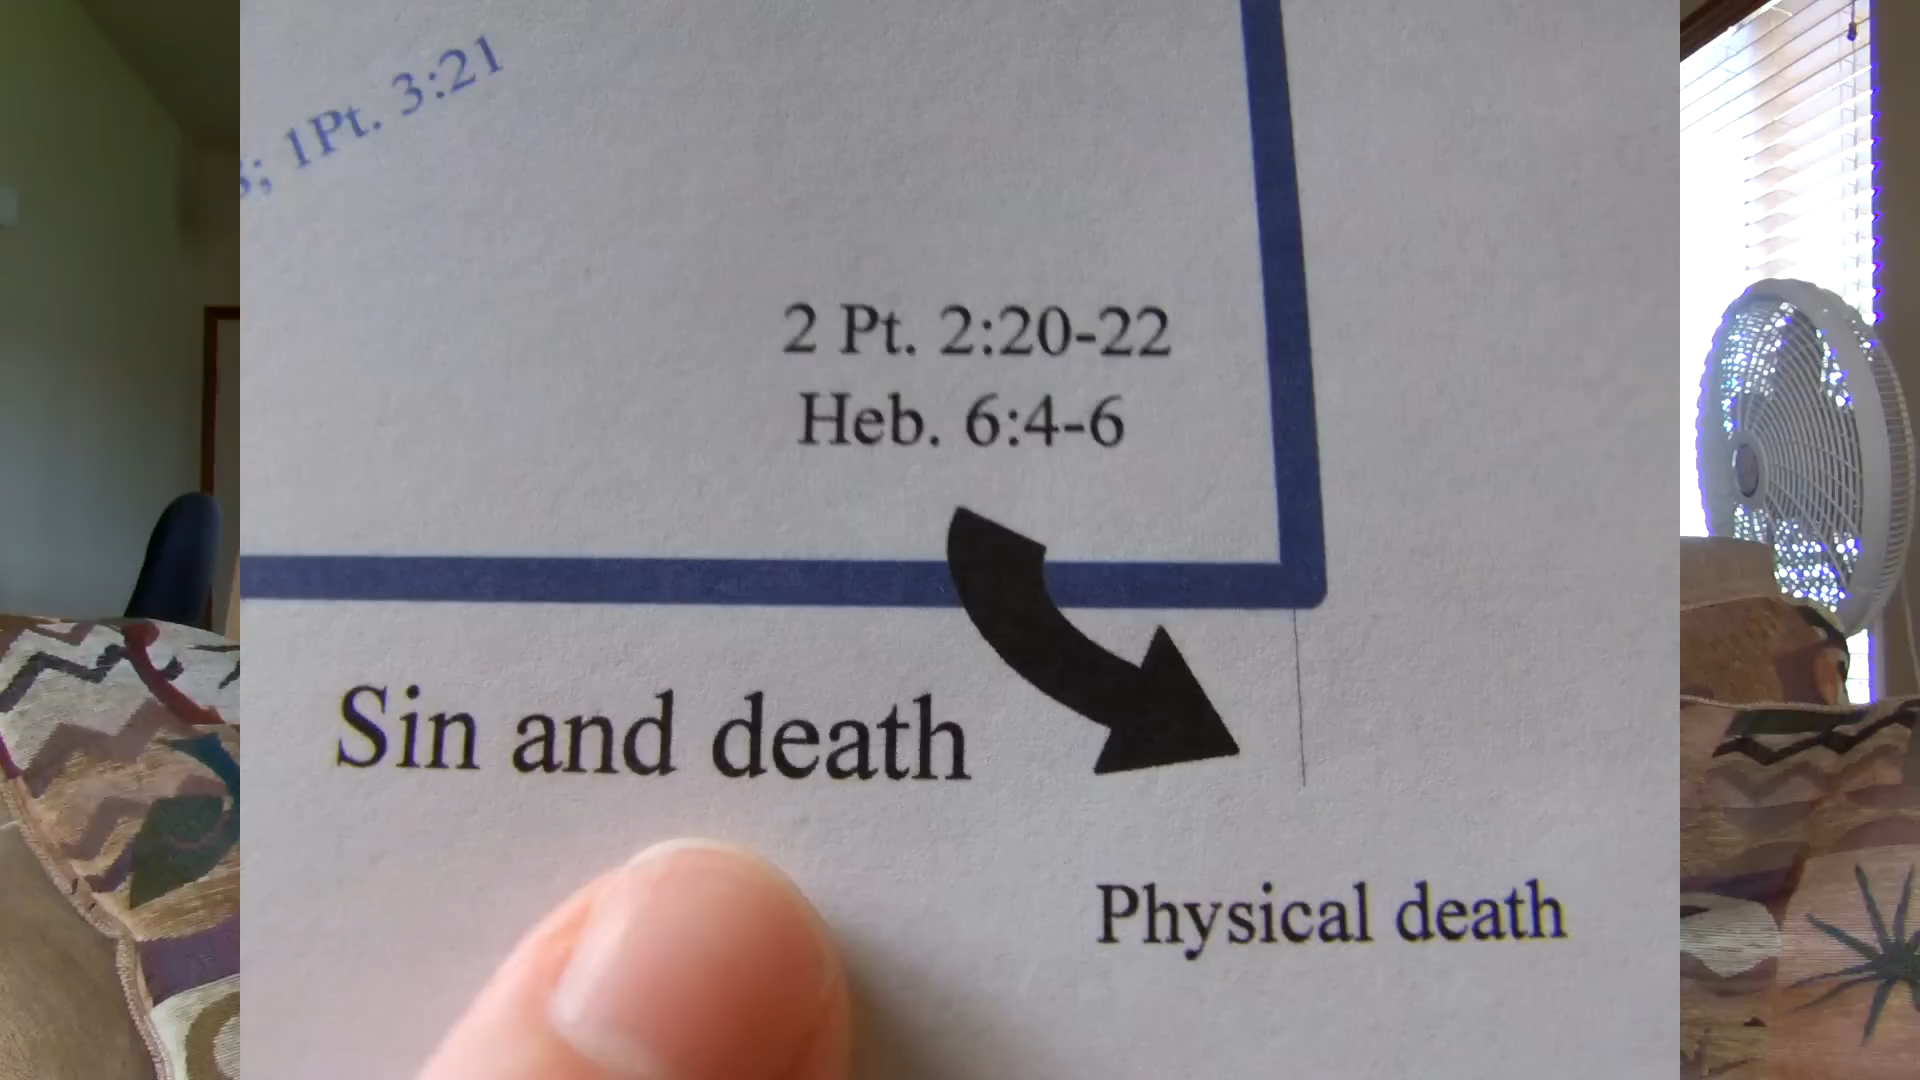 ; 1Pt. 3:21
2 Pt. 2:20-22
Heb. 6:4-6
Sin and death
Physical death